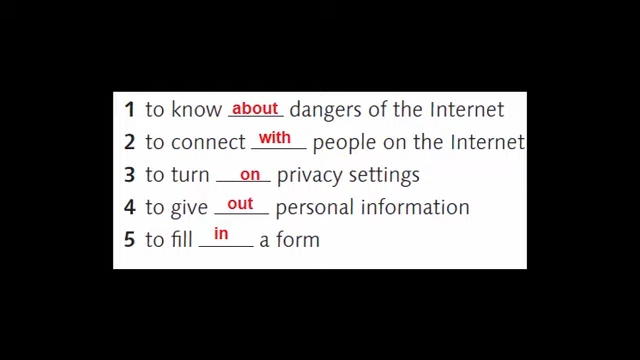 1 to know about dangers of the Internet
2 to connect with people on the Internet
3 to turn on privacy settings
4 to give out personal information
5 to fill in a form